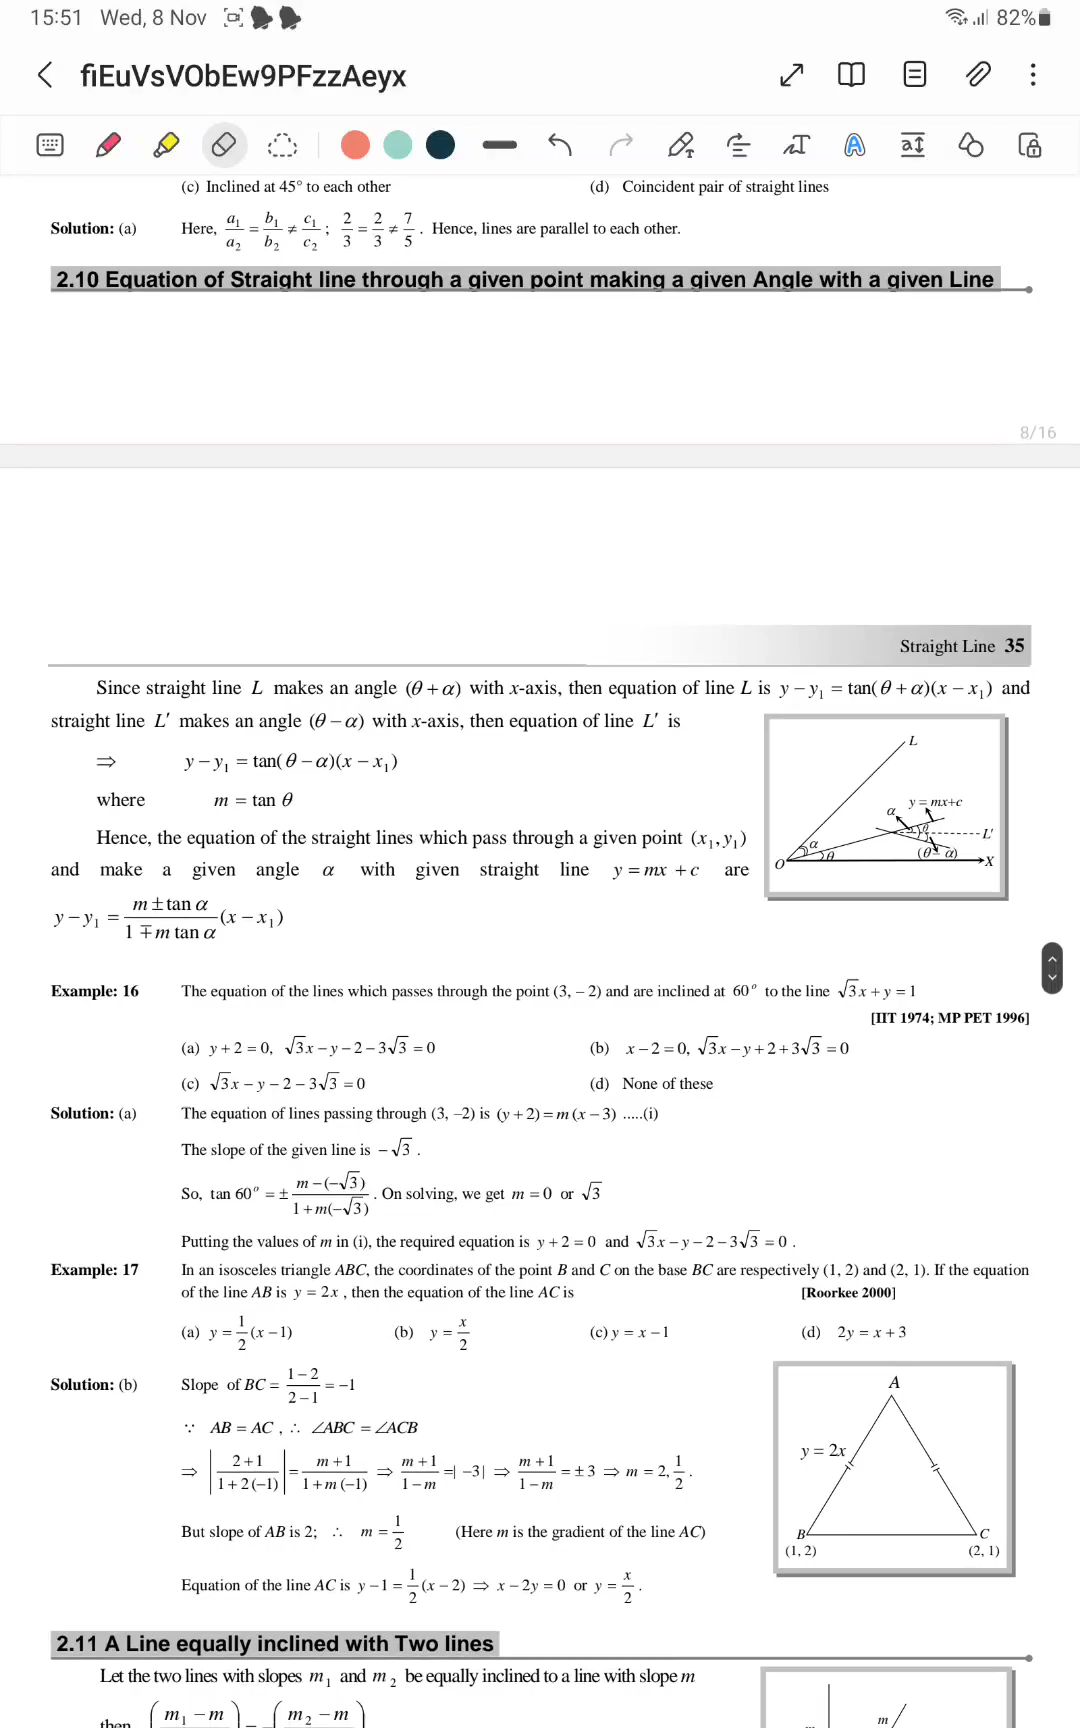 15:51 Wed, 8 Nov 82%
fiEuVsVObEw9PFzzAeyx
(c) Inclined at 45° to each other (d) Coincident pair of straight lines
Solution: (a) Here, a₁/a₂ = b₁/b₂ ≠ c₁/c₂ ; 2/3 = 2/3 ≠ 7/5 . Hence, lines are parallel to each other.
2.10 Equation of Straight line through a given point making a given Angle with a given Line
8/16
Straight Line 35
Since straight line L makes an angle (θ + α) with x-axis, then equation of line L is y − y₁ = tan(θ + α)(x − x₁) and
straight line L′ makes an angle (θ − α) with x-axis, then equation of line L′ is
⇒ y − y₁ = tan(θ − α)(x − x₁)
where m = tan θ
Hence, the equation of the straight lines which pass through a given point (x₁, y₁)
and make a given angle α with given straight line y = mx + c are
y − y₁ = (m ± tan α)/(1 ∓ m tan α) (x − x₁)
L
y = mx+c
α
θ
L′
α
θ
(θ − α)
O
X
Example: 16 The equation of the lines which passes through the point (3, – 2) and are inclined at 60° to the line √3x + y = 1
[IIT 1974; MP PET 1996]
(a) y + 2 = 0, √3x − y − 2 − 3√3 = 0 (b) x − 2 = 0, √3x − y + 2 + 3√3 = 0
(c) √3x − y − 2 − 3√3 = 0 (d) None of these
Solution: (a) The equation of lines passing through (3, –2) is (y + 2) = m (x − 3) .....(i)
The slope of the given line is − √3 .
So, tan 60° = ± (m − (−√3))/(1 + m(−√3)) . On solving, we get m = 0 or √3
Putting the values of m in (i), the required equation is y + 2 = 0 and √3x − y − 2 − 3√3 = 0 .
Example: 17 In an isosceles triangle ABC, the coordinates of the point B and C on the base BC are respectively (1, 2) and (2, 1). If the equation
of the line AB is y = 2x , then the equation of the line AC is [Roorkee 2000]
(a) y = 1/2 (x − 1) (b) y = x/2 (c) y = x − 1 (d) 2y = x + 3
Solution: (b) Slope of BC = (1 − 2)/(2 − 1) = −1
∵ AB = AC , ∴ ∠ABC = ∠ACB
⇒ |(2 + 1)/(1 + 2(−1))| = (m + 1)/(1 + m(−1)) ⇒ (m + 1)/(1 − m) =| −3 | ⇒ (m + 1)/(1 − m) = ± 3 ⇒ m = 2, 1/2 .
But slope of AB is 2; ∴ m = 1/2 (Here m is the gradient of the line AC)
Equation of the line AC is y − 1 = 1/2 (x − 2) ⇒ x − 2y = 0 or y = x/2 .
A
y = 2x
B C
(1, 2) (2, 1)
2.11 A Line equally inclined with Two lines
Let the two lines with slopes m₁ and m₂ be equally inclined to a line with slope m
then, (m₁ − m) = −(m₂ − m)
m